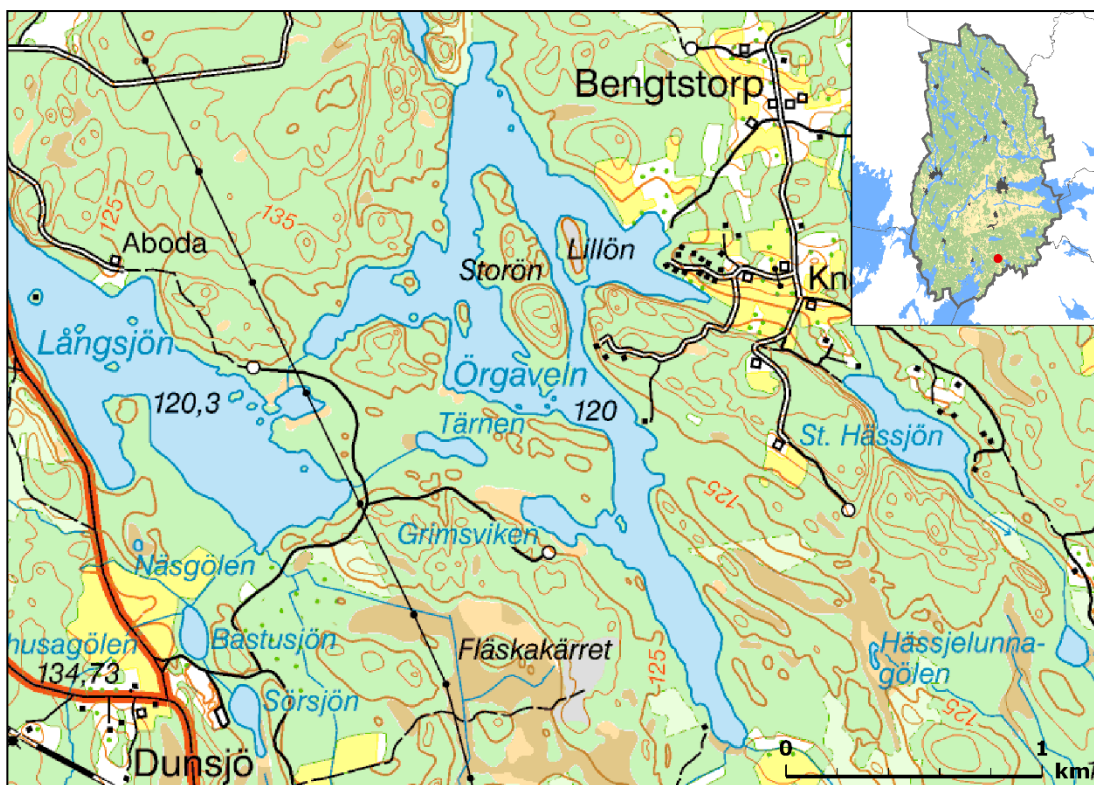 Bengtstorp
135
125
Aboda
Lillön
Storön
Kn
Långsjön
120,3
Örgaveln
120
Tärnen
St. Hässjön
125
Grimsviken
Näsgölen
Bastusjön
husagölen
134,73
Fläskakärret
125
Hässjelunna-
gölen
125
Sörsjön
Dunsjö
0
1
km